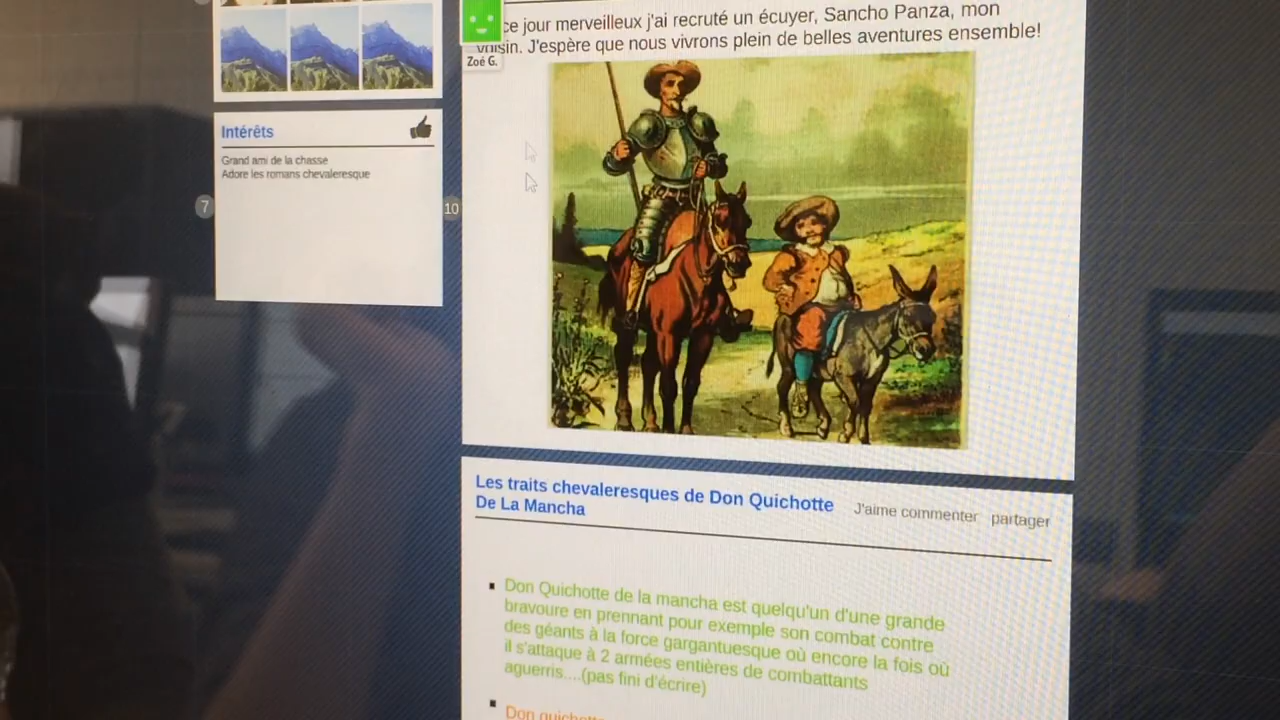 ce jour merveilleux j'ai recruté un écuyer, Sancho Panza, mon
voisin. J'espère que nous vivrons plein de belles aventures ensemble!
Zoé G.
Intérêts
Grand ami de la chasse
Adore les romans chevaleresque
7
10
Les traits chevaleresques de Don Quichotte
De La Mancha
J'aime commenter partager
Don Quichotte de la mancha est quelqu'un d'une grande
bravoure en prennant pour exemple son combat contre
des géants à la force gargantuesque où encore la fois où
il s'attaque à 2 armées entières de combattants
aguerris....(pas fini d'écrire)
Don quichotte